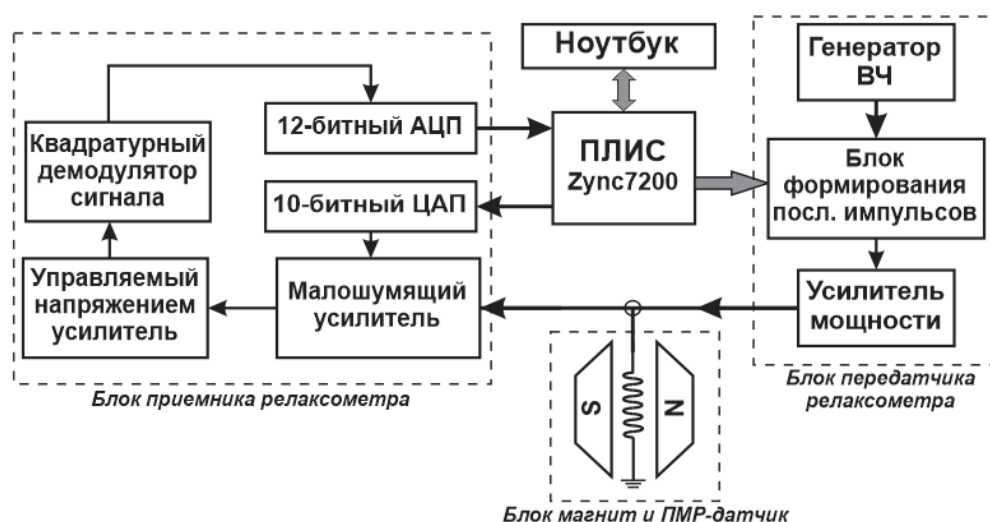 Ноутбук
Генератор
ВЧ
12-битный АЦП
Квадратурный
демодулятор
сигнала
ПЛИС
Zync7200
Блок
формирования
посл. импульсов
10-битный ЦАП
Управляемый
напряжением
усилитель
Малошумящий
усилитель
Усилитель
мощности
Блок приемника релаксометра
Блок передатчика
релаксометра
S
N
Блок магнит и ПМР-датчик